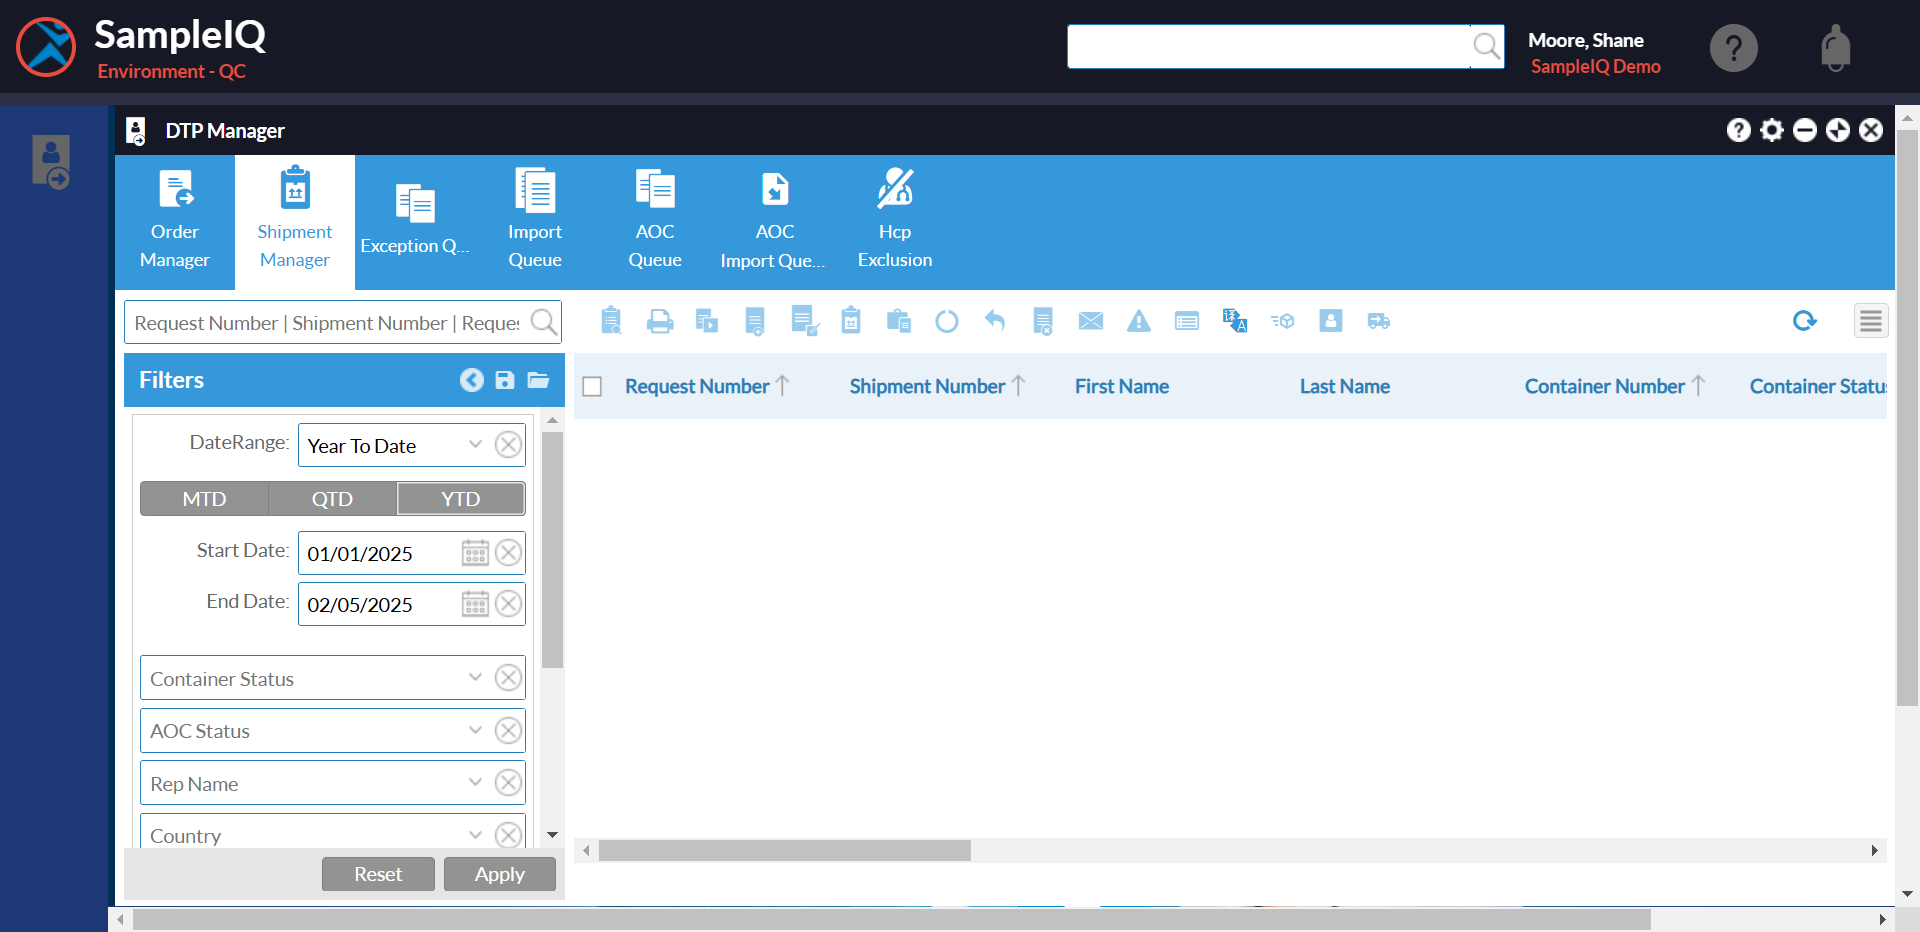 SampleIQ
Environment - QC
Moore, Shane
SampleIQ Demo
DTP Manager
Order
Manager
Shipment
Manager
Exception Q...
Import
Queue
AOC
Queue
AOC
Import Que...
Hcp
Exclusion
Request Number | Shipment Number | Reques
Filters
DateRange:
Year To Date
MTD
QTD
YTD
Start Date:
01/01/2025
End Date:
02/05/2025
Container Status
AOC Status
Rep Name
Country
Reset
Apply
Request Number
Shipment Number
First Name
Last Name
Container Number
Container Status